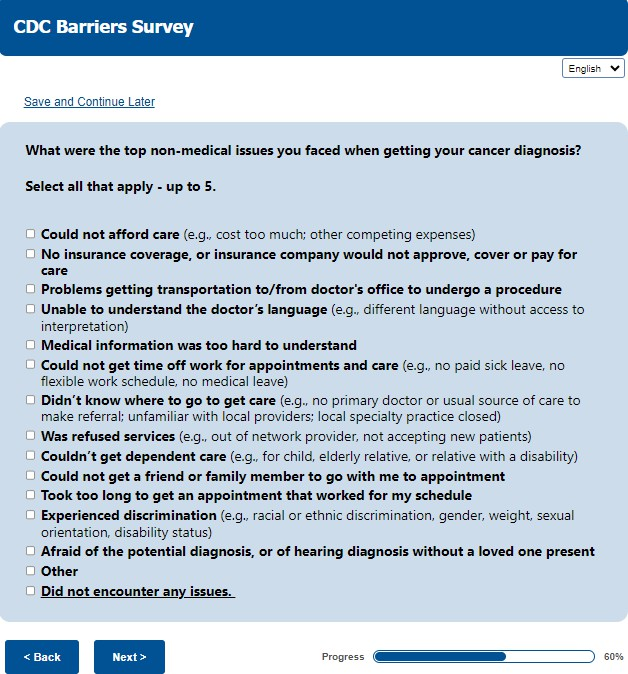 CDC Barriers Survey
English
Save and Continue Later
What were the top non-medical issues you faced when getting your cancer diagnosis?
Select all that apply - up to 5.
Could not afford care (e.g., cost too much; other competing expenses)
No insurance coverage, or insurance company would not approve, cover or pay for
care
Problems getting transportation to/from doctor's office to undergo a procedure
Unable to understand the doctor's language (e.g., different language without access to
interpretation)
Medical information was too hard to understand
Could not get time off work for appointments and care (e.g., no paid sick leave, no
flexible work schedule, no medical leave)
Didn't know where to go to get care (e.g., no primary doctor or usual source of care to
make referral; unfamiliar with local providers; local specialty practice closed)
Was refused services (e.g., out of network provider, not accepting new patients)
Couldn't get dependent care (e.g., for child, elderly relative, or relative with a disability)
Could not get a friend or family member to go with me to appointment
Took too long to get an appointment that worked for my schedule
Experienced discrimination (e.g., racial or ethnic discrimination, gender, weight, sexual
orientation, disability status)
Afraid of the potential diagnosis, or of hearing diagnosis without a loved one present
Other
Did not encounter any issues.
< Back
Next >
Progress
60%